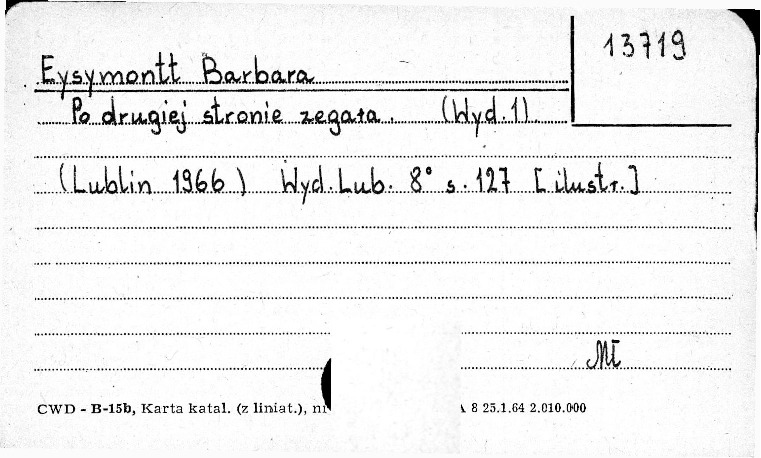 13719
Eysymontt Barbara
Po drugiej stronie zegara. (Wyd. 1).
(Lublin 1966) Wyd. Lub. 8° s. 127 [ilustr.]
CWD - B-15b, Karta katal. (z liniat.), 8 25.1.64 2.010.000